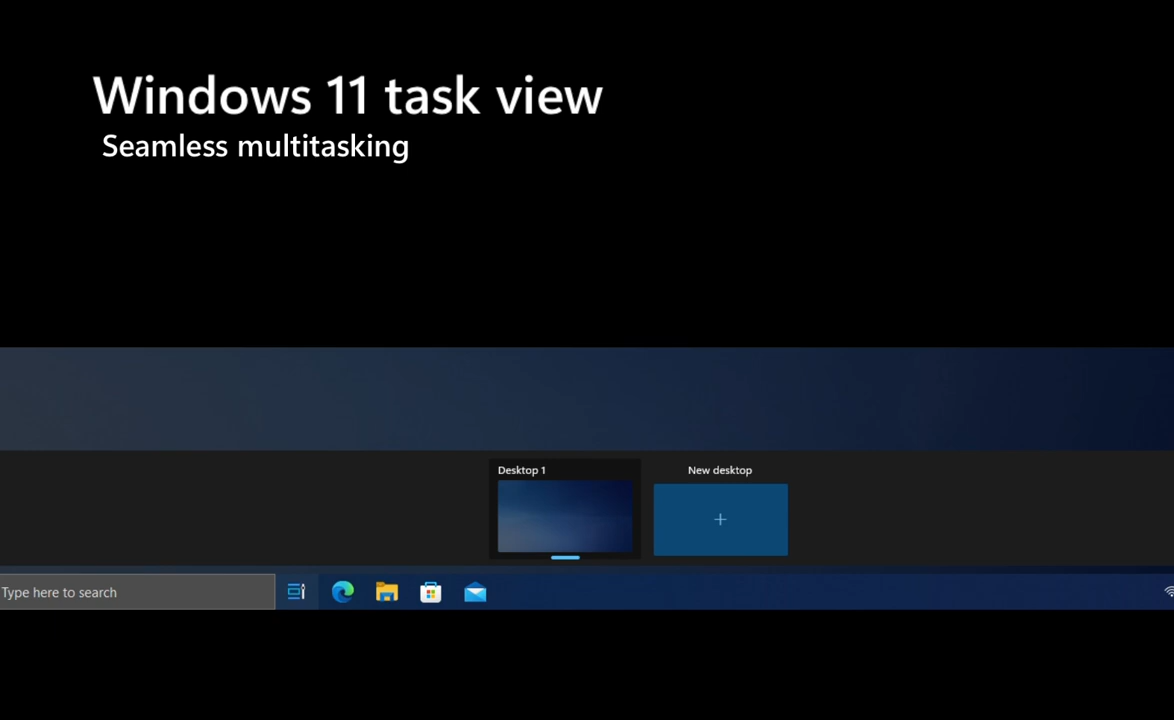 Windows 11 task view
Seamless multitasking
Desktop 1
New desktop
Type here to search